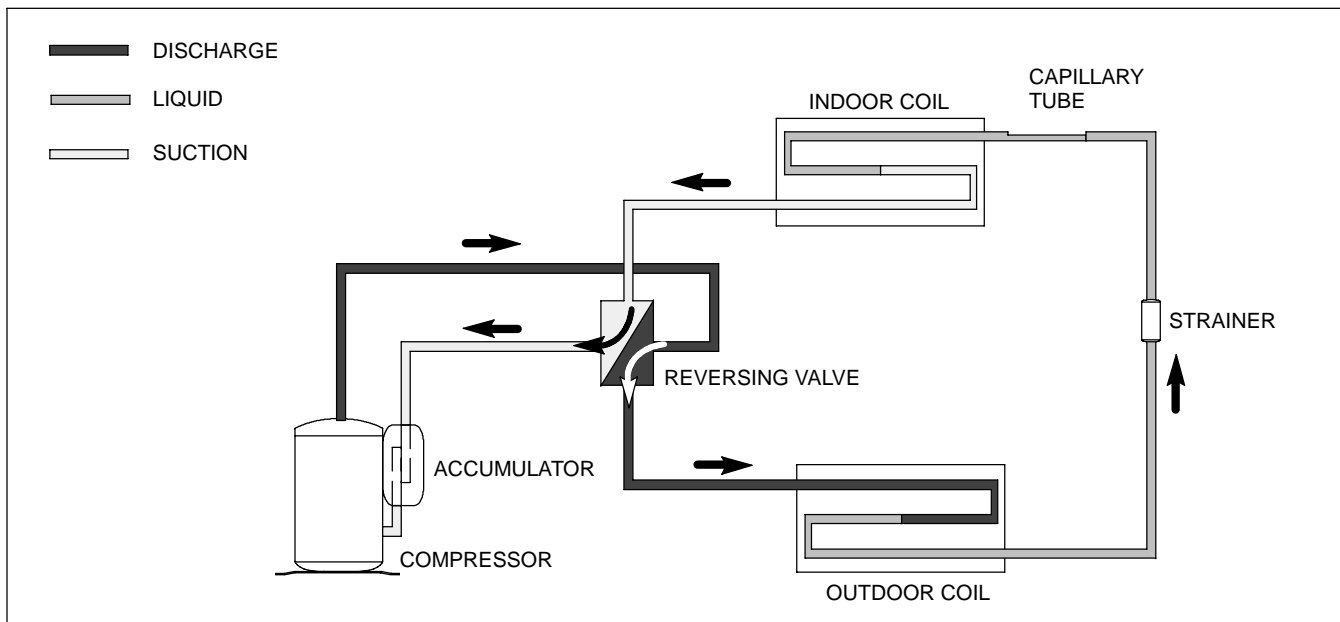 DISCHARGE
LIQUID
SUCTION
INDOOR COIL
CAPILLARY
TUBE
STRAINER
REVERSING VALVE
ACCUMULATOR
COMPRESSOR
OUTDOOR COIL